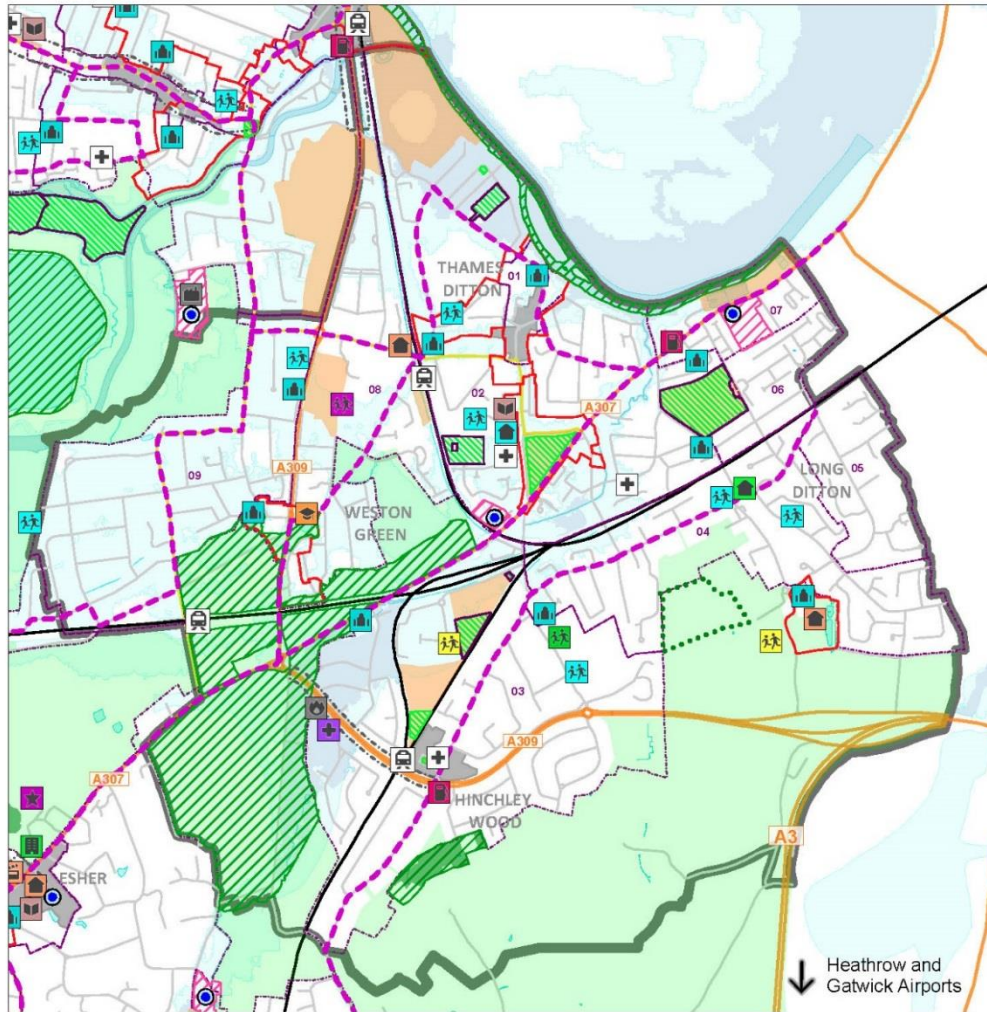 THAMES
DITTON
01
07
08
02
A307
06
A309
09
WESTON
GREEN
LONG
DITTON
05
04
03
A309
A307
HINCHLEY
WOOD
A3
ESHER
Heathrow and
Gatwick Airports